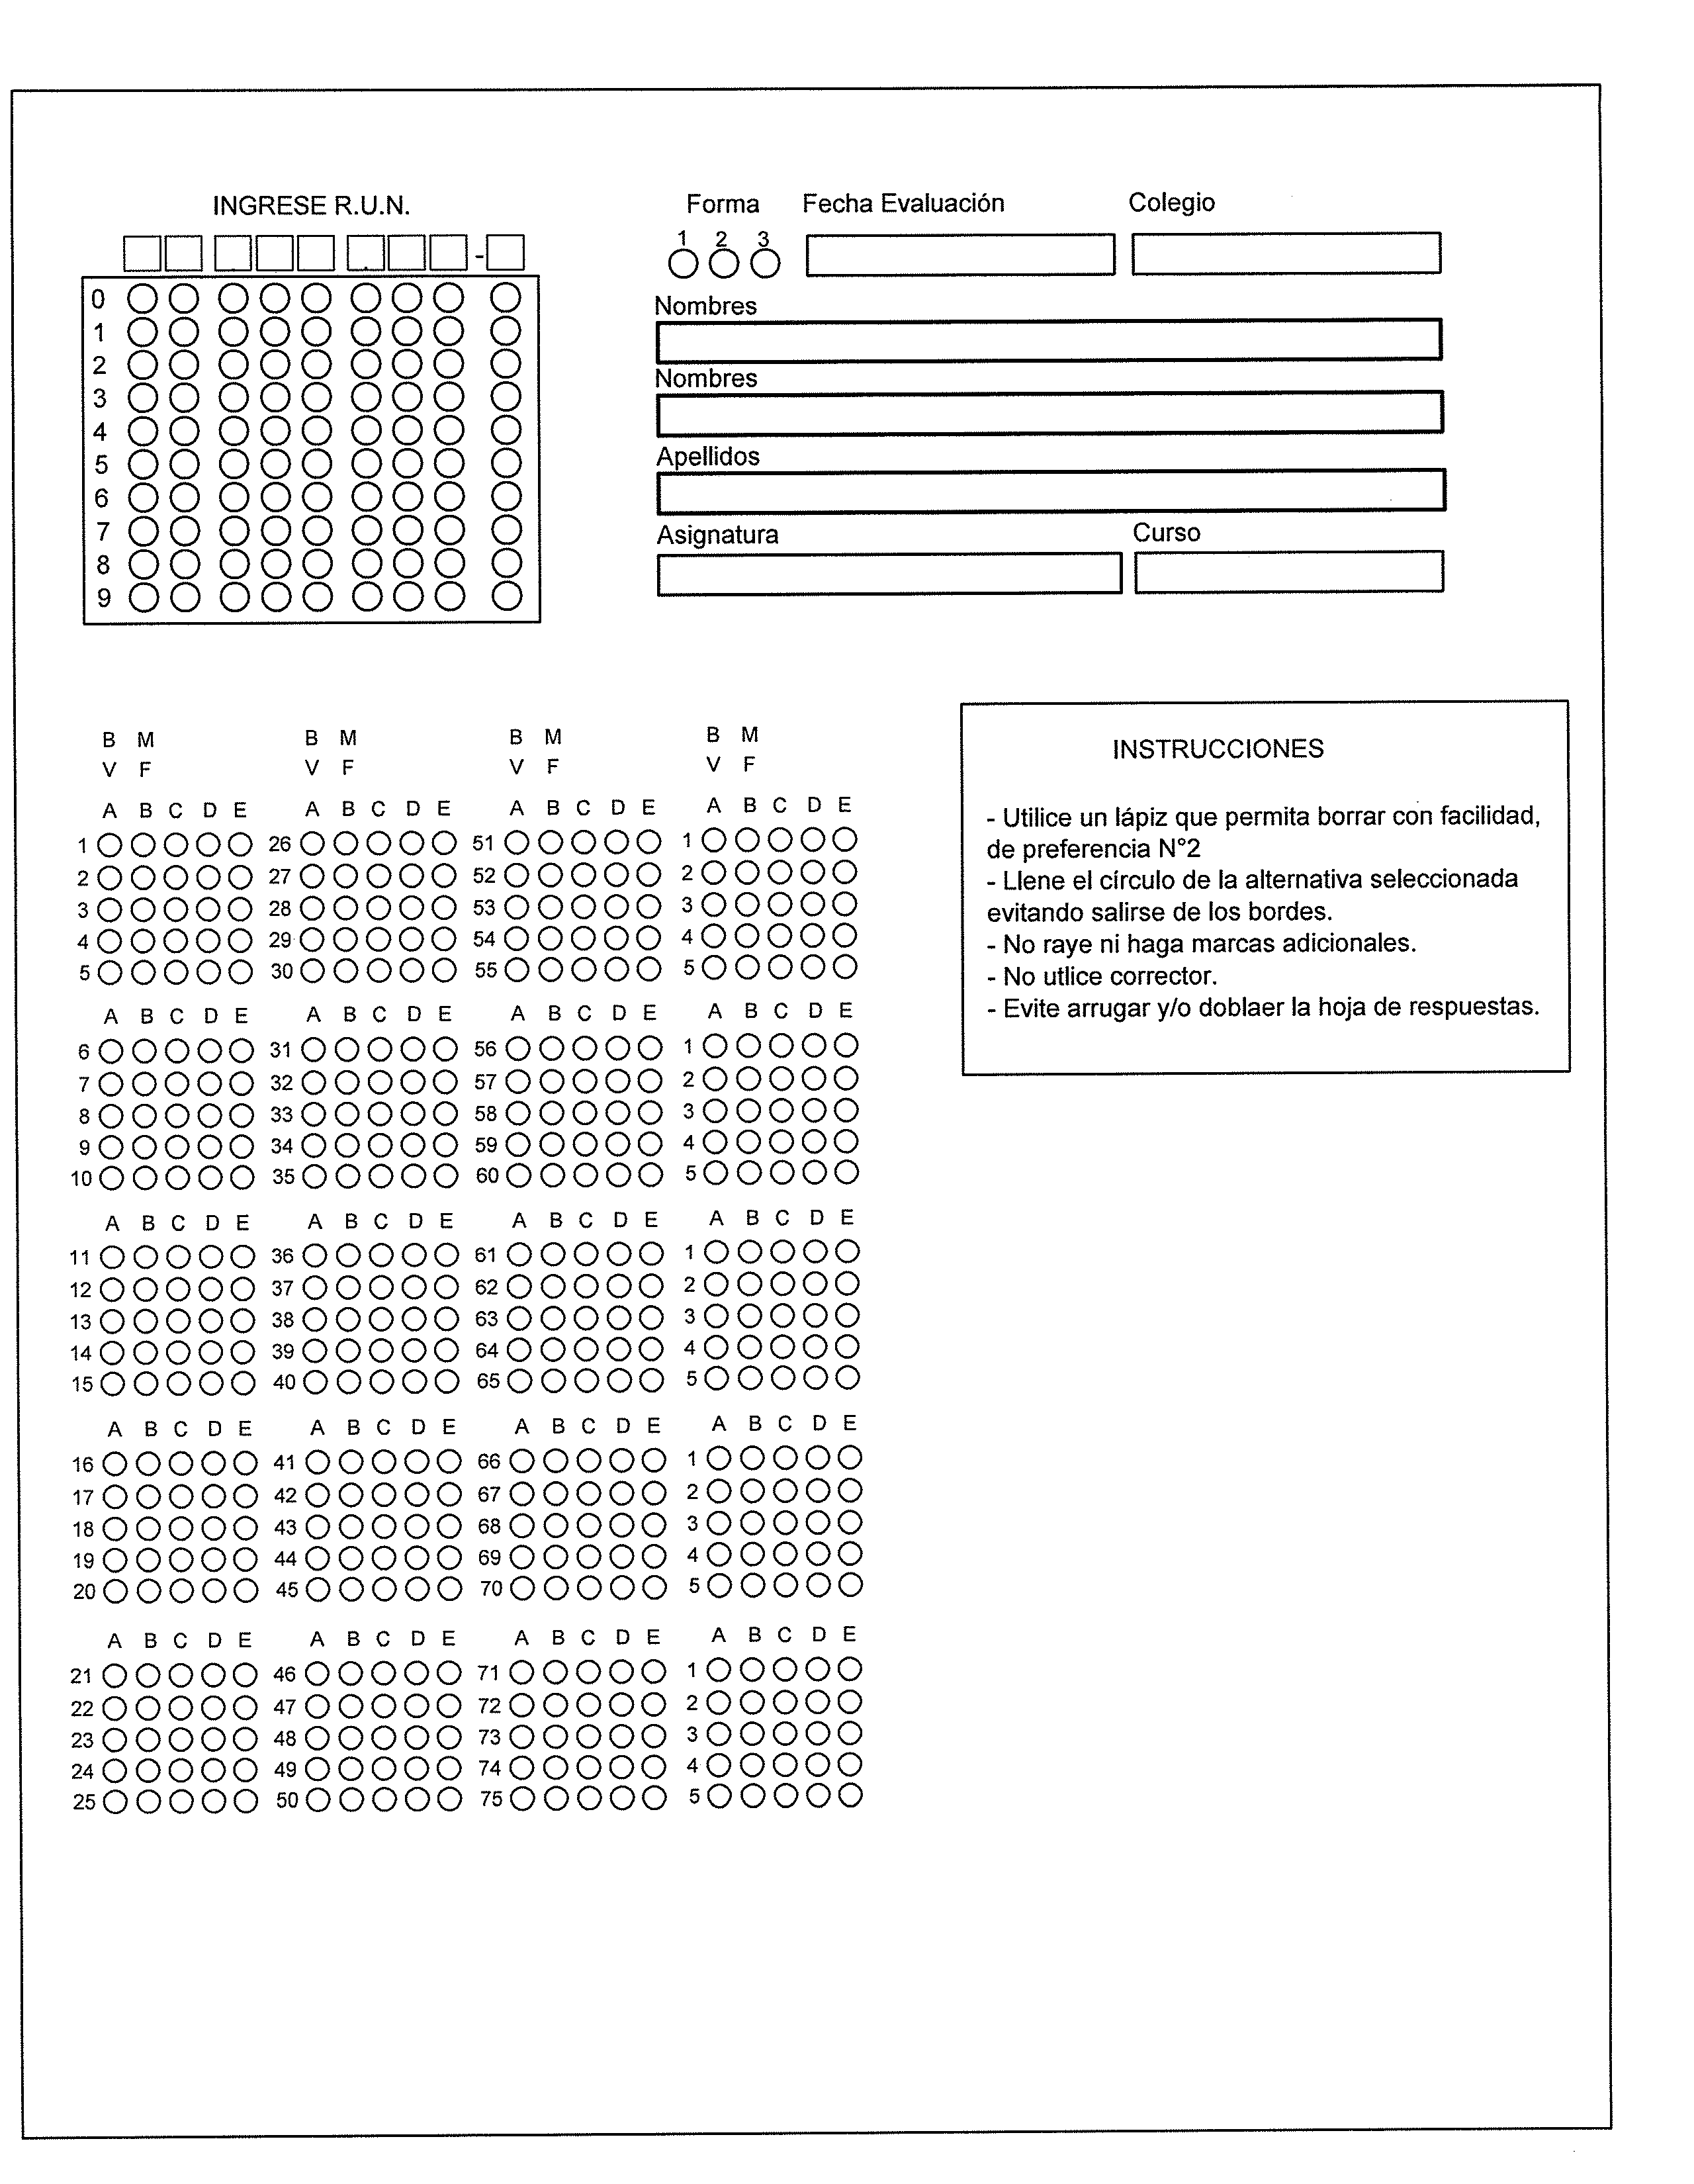 INGRESE R.U.N.
-
0
1
2
3
4
5
6
7
8
9
Forma Fecha Evaluación Colegio
1 2 3
Nombres
Nombres
Apellidos
Asignatura Curso
B M B M B M B M
V F V F V F V F
A B C D E A B C D E A B C D E A B C D E
1 26 51 1
2 27 52 2
3 28 53 3
4 29 54 4
5 30 55 5
A B C D E A B C D E A B C D E A B C D E
6 31 56 1
7 32 57 2
8 33 58 3
9 34 59 4
10 35 60 5
A B C D E A B C D E A B C D E A B C D E
11 36 61 1
12 37 62 2
13 38 63 3
14 39 64 4
15 40 65 5
A B C D E A B C D E A B C D E A B C D E
16 41 66 1
17 42 67 2
18 43 68 3
19 44 69 4
20 45 70 5
A B C D E A B C D E A B C D E A B C D E
21 46 71 1
22 47 72 2
23 48 73 3
24 49 74 4
25 50 75 5
INSTRUCCIONES
- Utilice un lápiz que permita borrar con facilidad,
de preferencia N°2
- Llene el círculo de la alternativa seleccionada
evitando salirse de los bordes.
- No raye ni haga marcas adicionales.
- No utlice corrector.
- Evite arrugar y/o doblaer la hoja de respuestas.